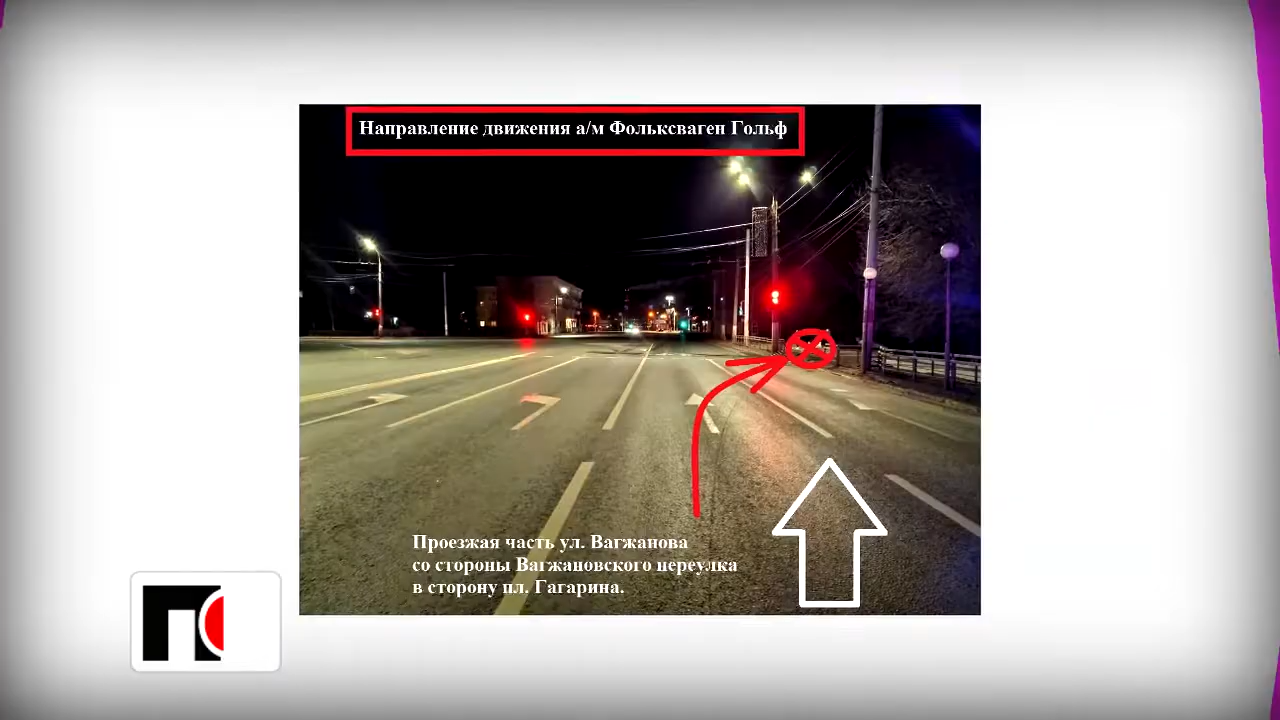 Направление движения а/м Фольксваген Гольф
Проезжая часть ул. Вагжанова
со стороны Вагжановского переулка
в сторону пл. Гагарина.
ПС